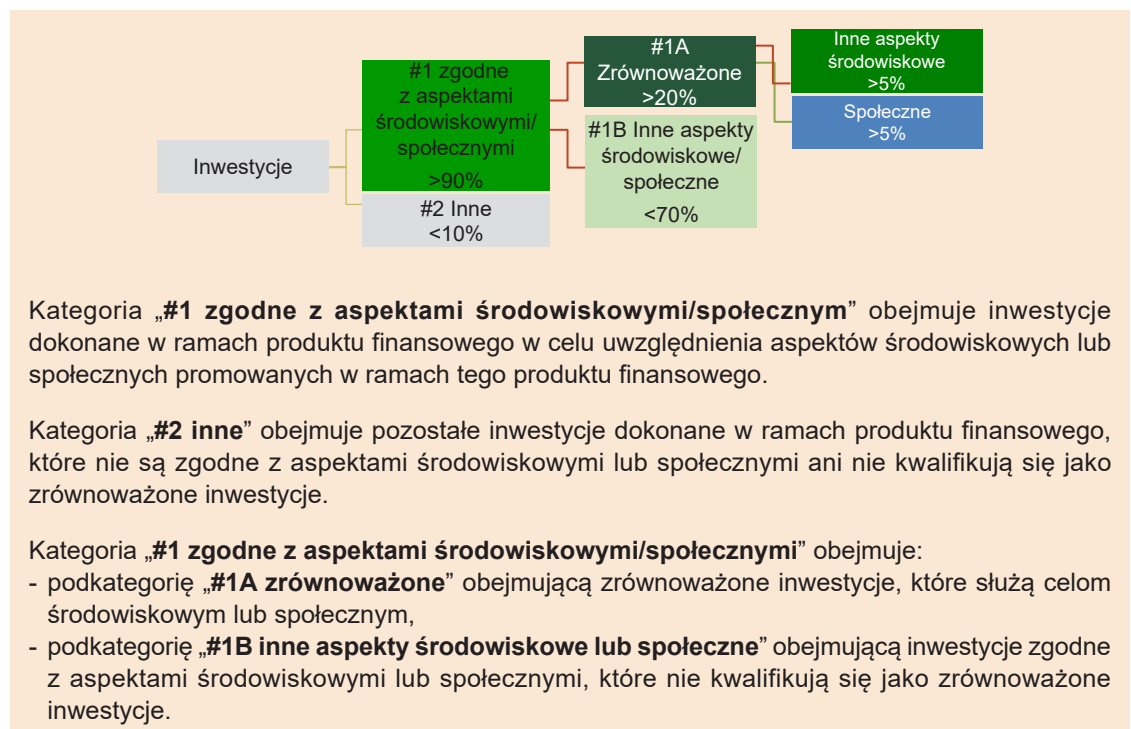 Inwestycje
#1 zgodne
z aspektami
środowiskowymi/
społecznymi
>90%
#2 Inne
<10%
#1A
Zrównoważone
>20%
#1B Inne aspekty
środowiskowe/
społeczne
<70%
Inne aspekty
środowiskowe
>5%
Społeczne
>5%
Kategoria „#1 zgodne z aspektami środowiskowymi/społecznym” obejmuje inwestycje
dokonane w ramach produktu finansowego w celu uwzględnienia aspektów środowiskowych lub
społecznych promowanych w ramach tego produktu finansowego.
Kategoria „#2 inne” obejmuje pozostałe inwestycje dokonane w ramach produktu finansowego,
które nie są zgodne z aspektami środowiskowymi lub społecznymi ani nie kwalifikują się jako
zrównoważone inwestycje.
Kategoria „#1 zgodne z aspektami środowiskowymi/społecznymi” obejmuje:
- podkategorię „#1A zrównoważone” obejmującą zrównoważone inwestycje, które służą celom
środowiskowym lub społecznym,
- podkategorię „#1B inne aspekty środowiskowe lub społeczne” obejmującą inwestycje zgodne
z aspektami środowiskowymi lub społecznymi, które nie kwalifikują się jako zrównoważone
inwestycje.